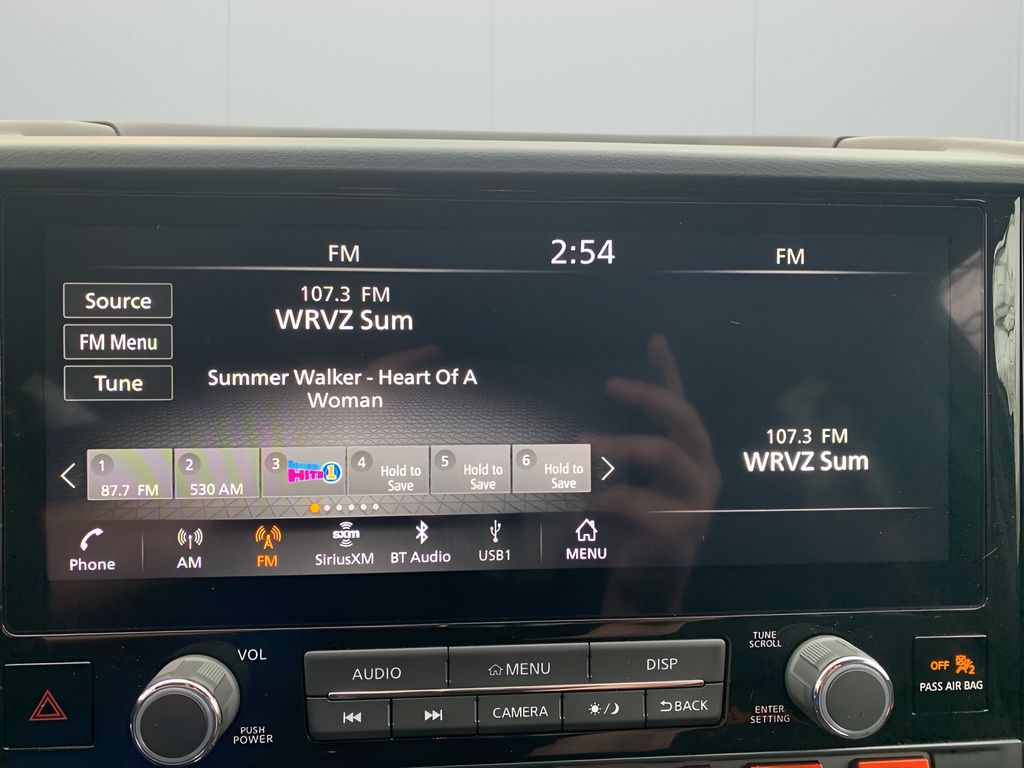 FM
2:54
FM
Source
FM Menu
Tune
107.3 FM
WRVZ Sum
Summer Walker - Heart Of A
Woman
107.3 FM
WRVZ Sum
1
87.7 FM
2
530 AM
3
HITS 1
4
Hold to
Save
5
Hold to
Save
6
Hold to
Save
Phone
AM
FM
sxm
SiriusXM
BT Audio
USB1
MENU
VOL
PUSH
POWER
AUDIO
MENU
DISP
CAMERA
BACK
TUNE
SCROLL
ENTER
SETTING
OFF
2
PASS AIR BAG